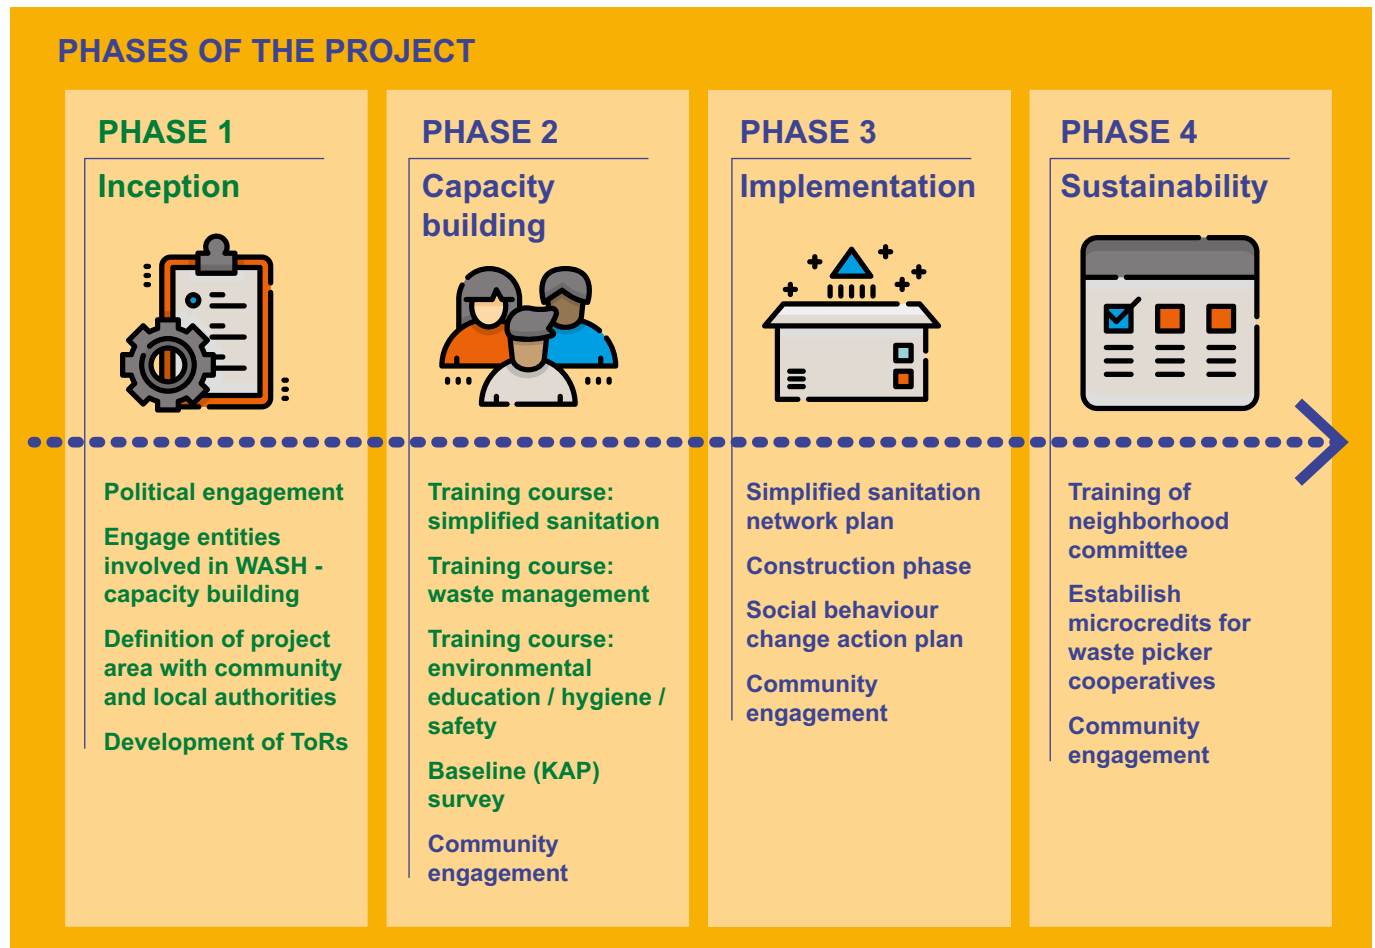 PHASES OF THE PROJECT
PHASE 1
Inception
Political engagement
Engage entities
involved in WASH -
capacity building
Definition of project
area with community
and local authorities
Development of ToRs
PHASE 2
Capacity
building
Training course:
simplified sanitation
Training course:
waste management
Training course:
environmental
education / hygiene /
safety
Baseline (KAP)
survey
Community
engagement
PHASE 3
Implementation
Simplified sanitation
network plan
Construction phase
Social behaviour
change action plan
Community
engagement
PHASE 4
Sustainability
Training of
neighborhood
committee
Estabilish
microcredits for
waste picker
cooperatives
Community
engagement